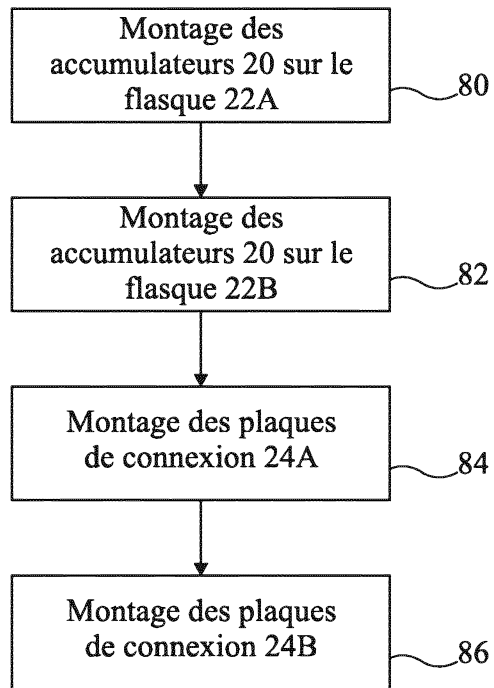 Montage des
accumulateurs 20 sur le
flasque 22A
80
Montage des
accumulateurs 20 sur le
flasque 22B
82
Montage des plaques
de connexion 24A
84
Montage des plaques
de connexion 24B
86